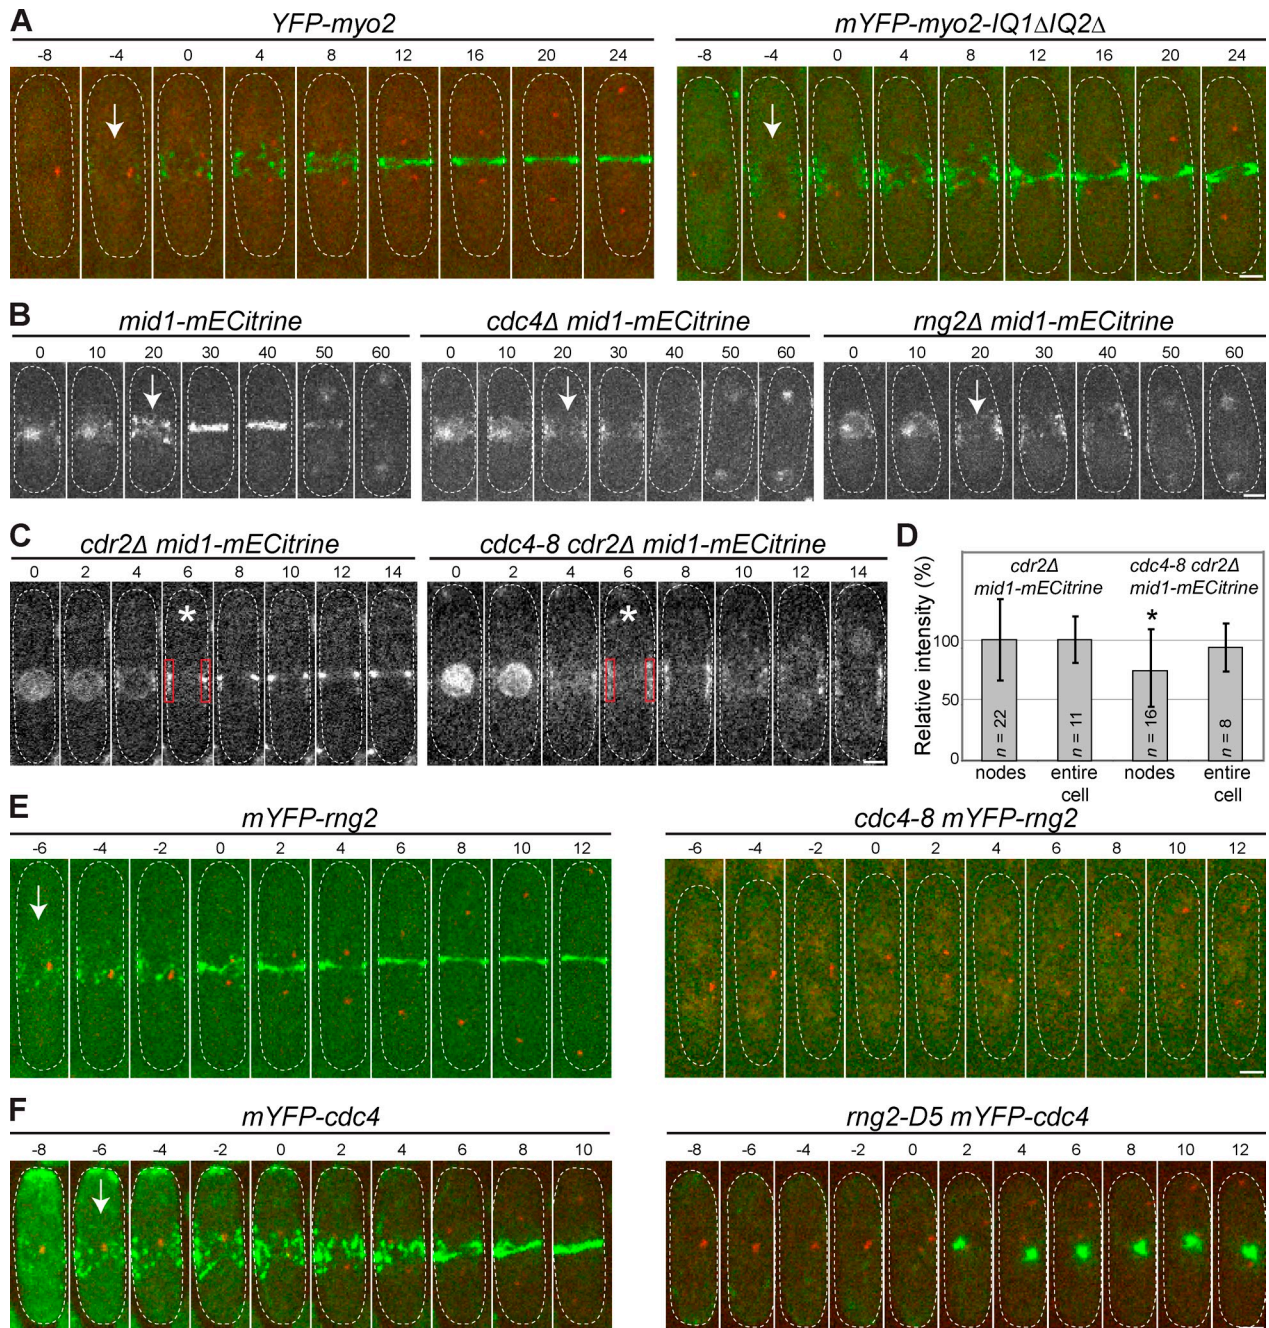 A
YFP-myo2
mYFP-myo2-IQ1ΔIQ2Δ
-8 -4 0 4 8 12 16 20 24
-8 -4 0 4 8 12 16 20 24
B
mid1-mECitrine
cdc4Δ mid1-mECitrine
rng2Δ mid1-mECitrine
0 10 20 30 40 50 60
0 10 20 30 40 50 60
0 10 20 30 40 50 60
C
cdr2Δ mid1-mECitrine
cdc4-8 cdr2Δ mid1-mECitrine
0 2 4 6 8 10 12 14
0 2 4 6 8 10 12 14
*
*
D
Relative intensity (%)
cdr2Δ
mid1-mECitrine
cdc4-8 cdr2Δ
mid1-mECitrine
*
100
50
0
n = 22
n = 11
n = 16
n = 8
nodes
entire
cell
nodes
entire
cell
E
mYFP-rng2
cdc4-8 mYFP-rng2
-6 -4 -2 0 2 4 6 8 10 12
-6 -4 -2 0 2 4 6 8 10 12
F
mYFP-cdc4
rng2-D5 mYFP-cdc4
-8 -6 -4 -2 0 2 4 6 8 10
-8 -6 -4 -2 0 2 4 6 8 10 12